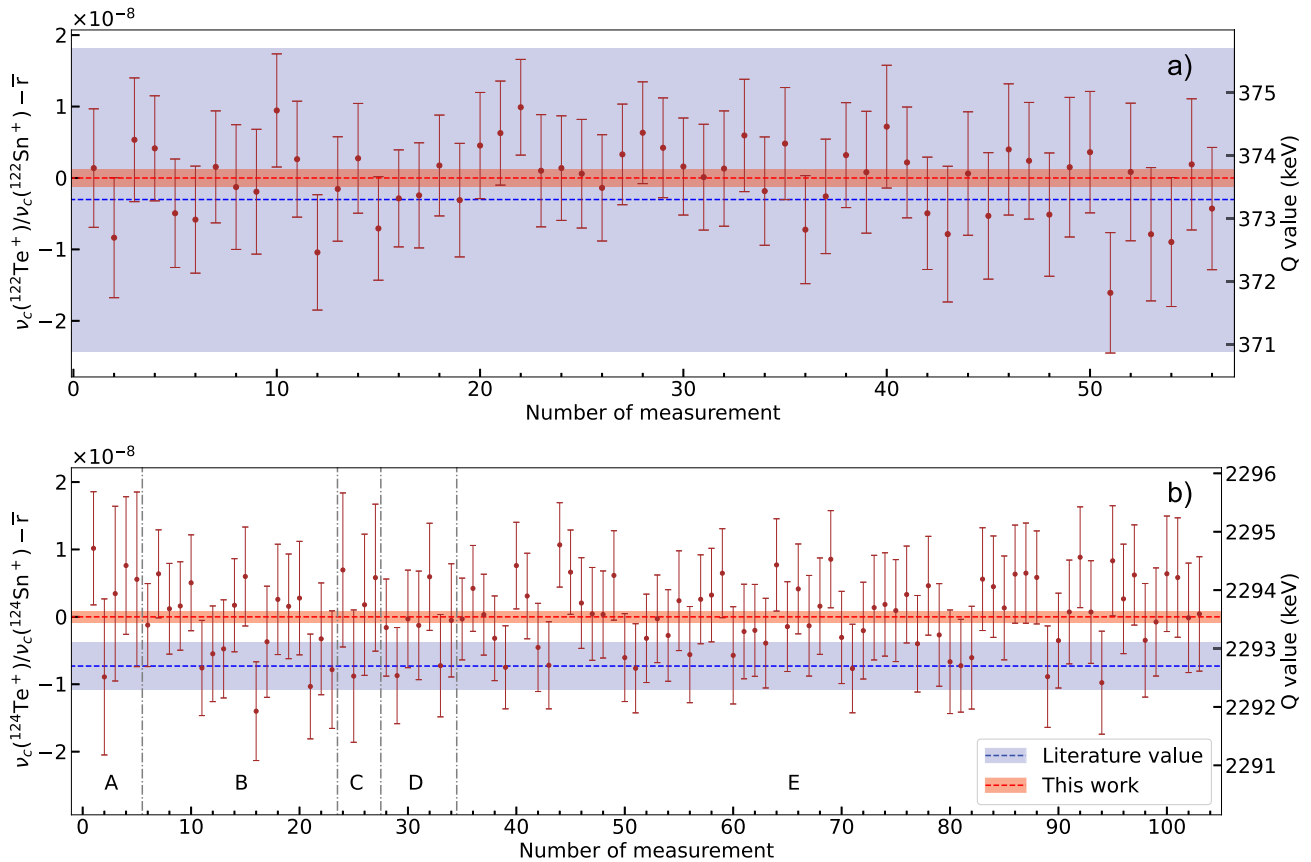 ×10⁻⁸
a)
2
1
0
−1
−2
ν_c(¹²²Te⁺)/ν_c(¹²²Sn⁺) − r̅
375
374
373
372
371
Q value (keV)
0 10 20 30 40 50
Number of measurement
×10⁻⁸
b)
2
1
0
−1
−2
ν_c(¹²⁴Te⁺)/ν_c(¹²⁴Sn⁺) − r̅
2296
2295
2294
2293
2292
2291
Q value (keV)
A B C D E
Literature value
This work
0 10 20 30 40 50 60 70 80 90 100
Number of measurement